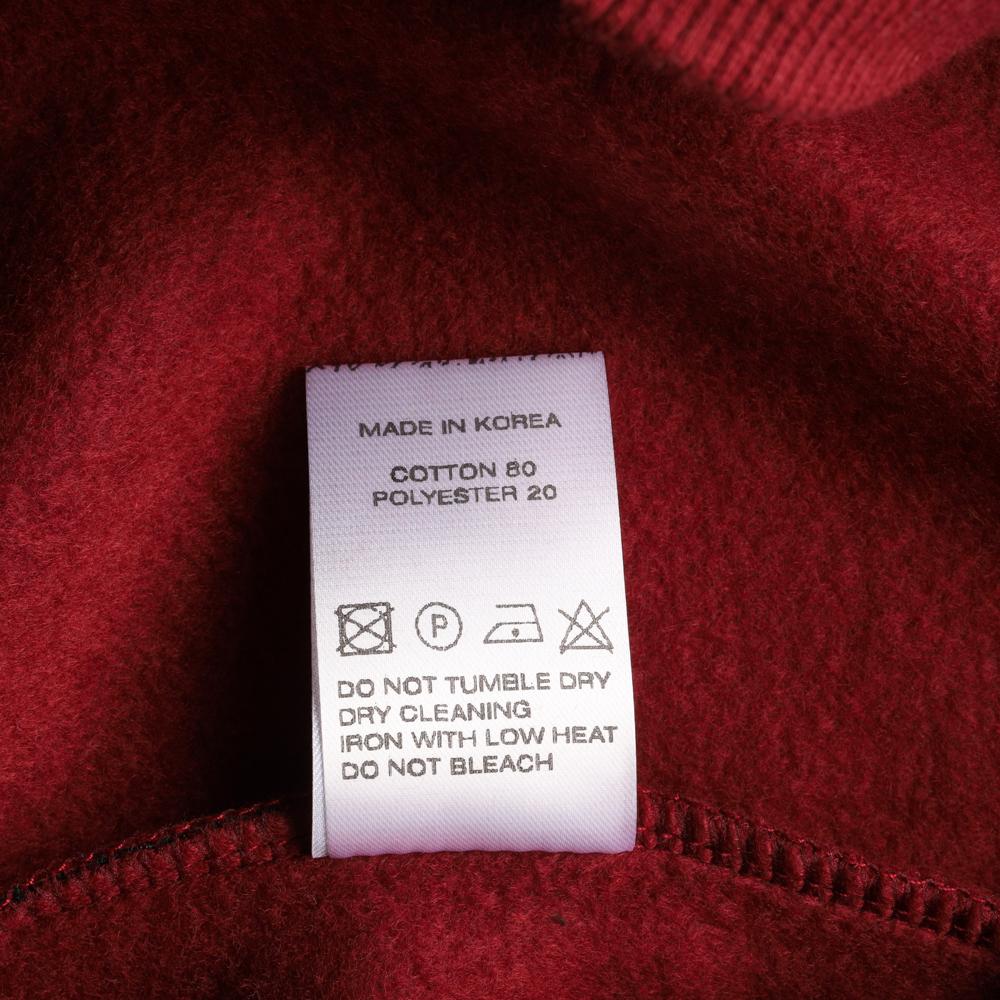 MADE IN KOREA
COTTON 80
POLYESTER 20
P
DO NOT TUMBLE DRY
DRY CLEANING
IRON WITH LOW HEAT
DO NOT BLEACH